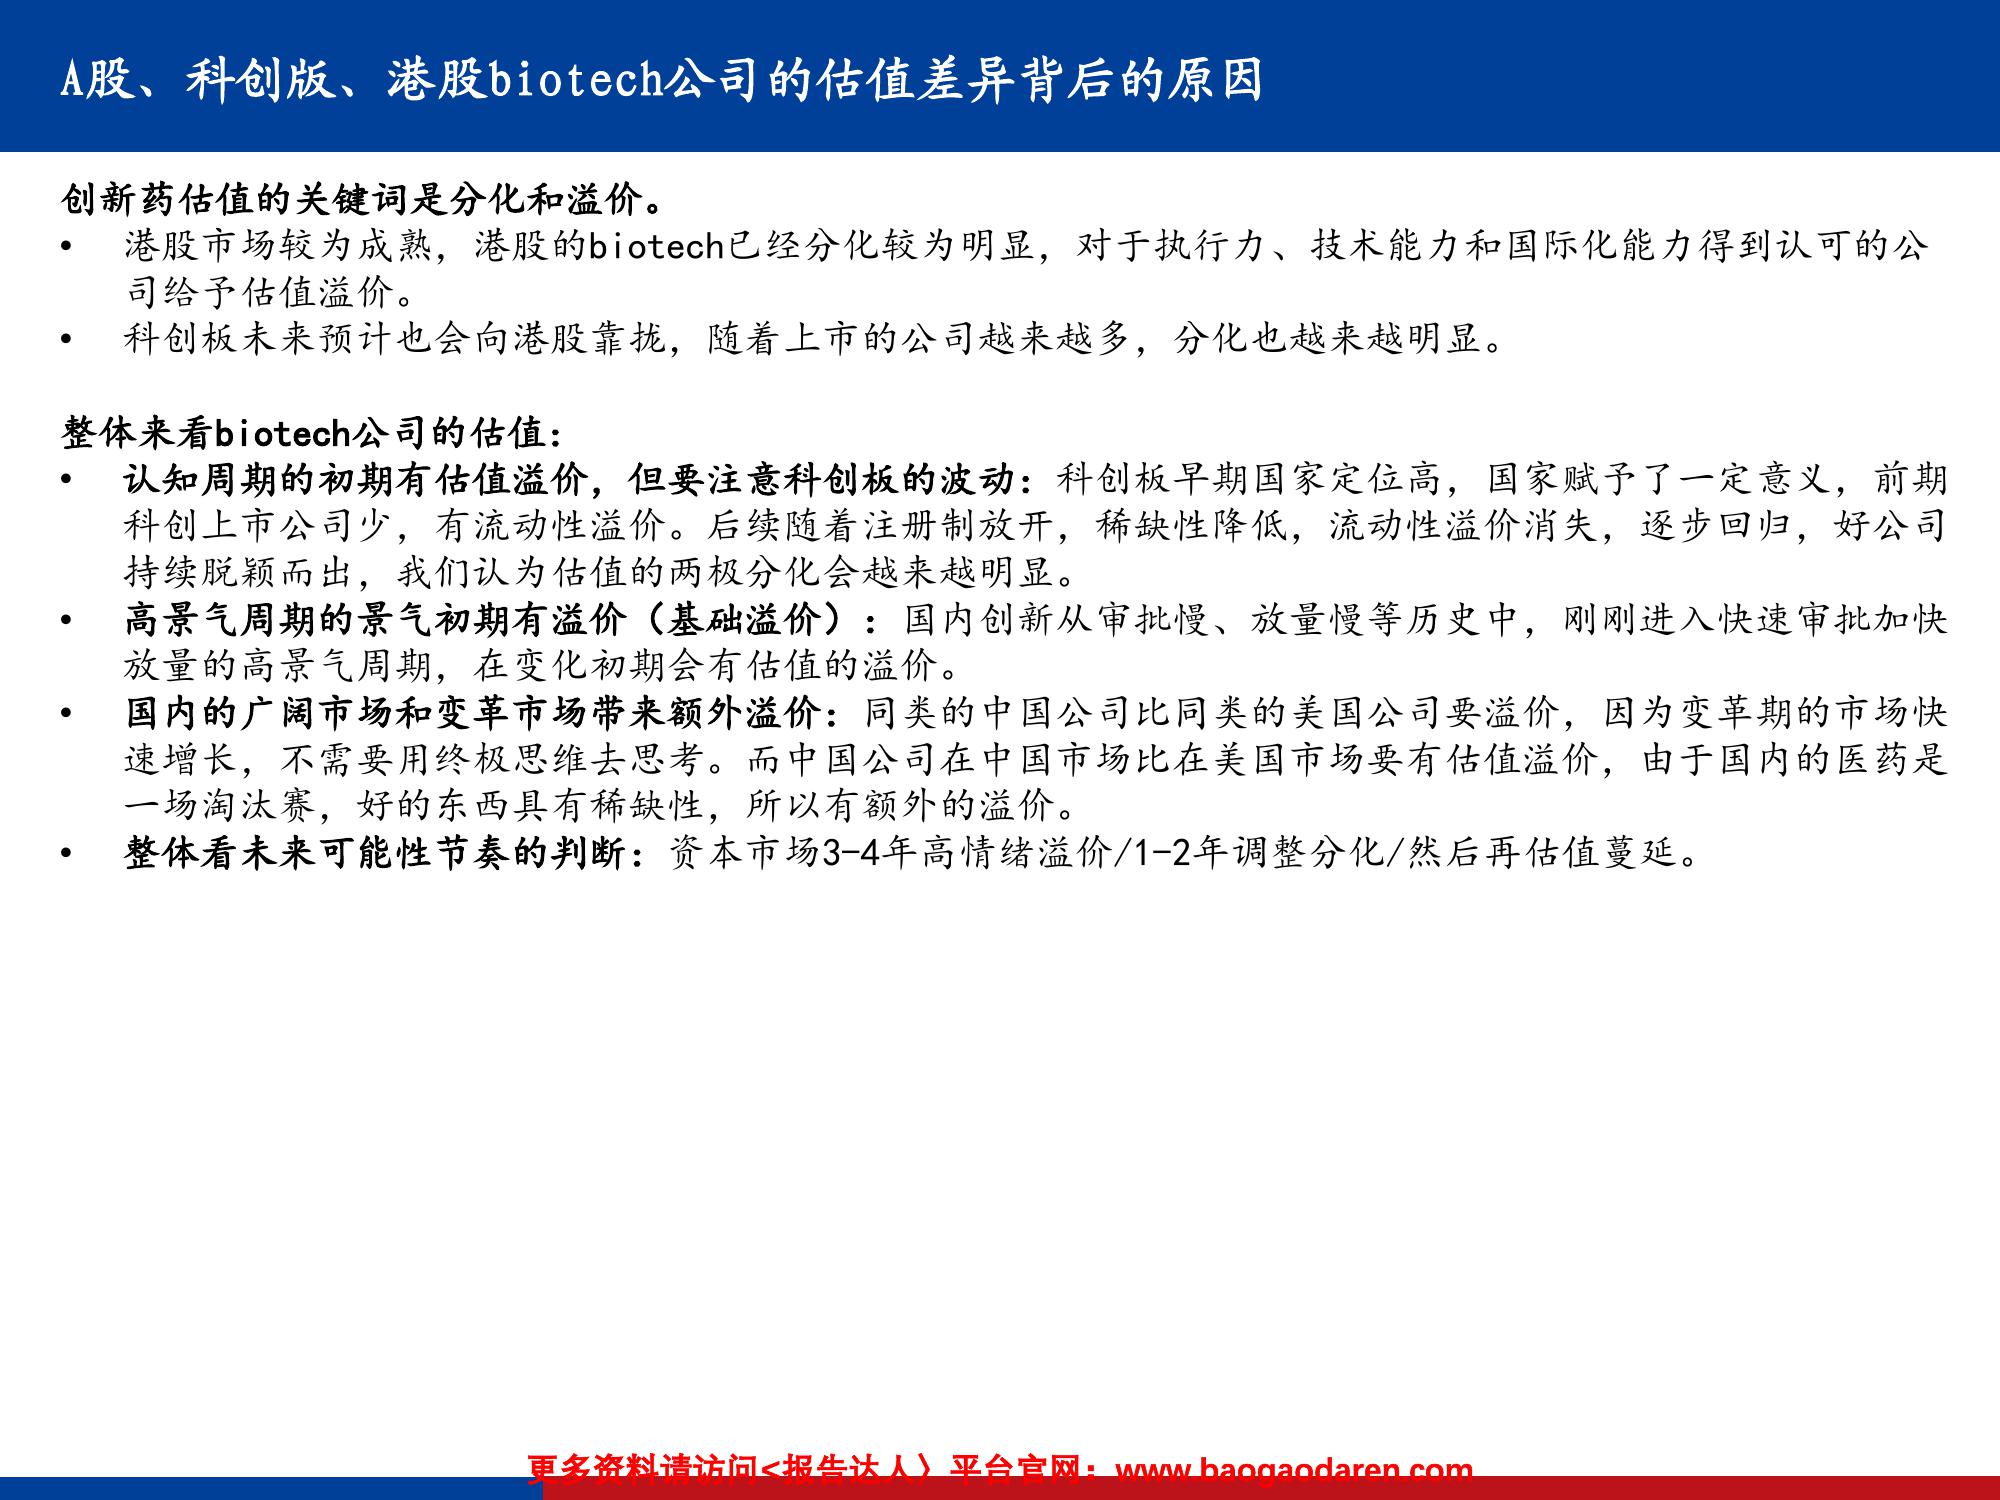 A股、科创版、港股biotech公司的估值差异背后的原因
创新药估值的关键词是分化和溢价。
• 港股市场较为成熟，港股的biotech已经分化较为明显，对于执行力、技术能力和国际化能力得到认可的公
司给予估值溢价。
• 科创板未来预计也会向港股靠拢，随着上市的公司越来越多，分化也越来越明显。
整体来看biotech公司的估值：
• 认知周期的初期有估值溢价，但要注意科创板的波动：科创板早期国家定位高，国家赋予了一定意义，前期
科创上市公司少，有流动性溢价。后续随着注册制放开，稀缺性降低，流动性溢价消失，逐步回归，好公司
持续脱颖而出，我们认为估值的两极分化会越来越明显。
• 高景气周期的景气初期有溢价（基础溢价）：国内创新从审批慢、放量慢等历史中，刚刚进入快速审批加快
放量的高景气周期，在变化初期会有估值的溢价。
• 国内的广阔市场和变革市场带来额外溢价：同类的中国公司比同类的美国公司要溢价，因为变革期的市场快
速增长，不需要用终极思维去思考。而中国公司在中国市场比在美国市场要有估值溢价，由于国内的医药是
一场淘汰赛，好的东西具有稀缺性，所以有额外的溢价。
• 整体看未来可能性节奏的判断：资本市场3-4年高情绪溢价/1-2年调整分化/然后再估值蔓延。
更多资料请访问<报告达人〉平台官网：www.baogaodaren.com